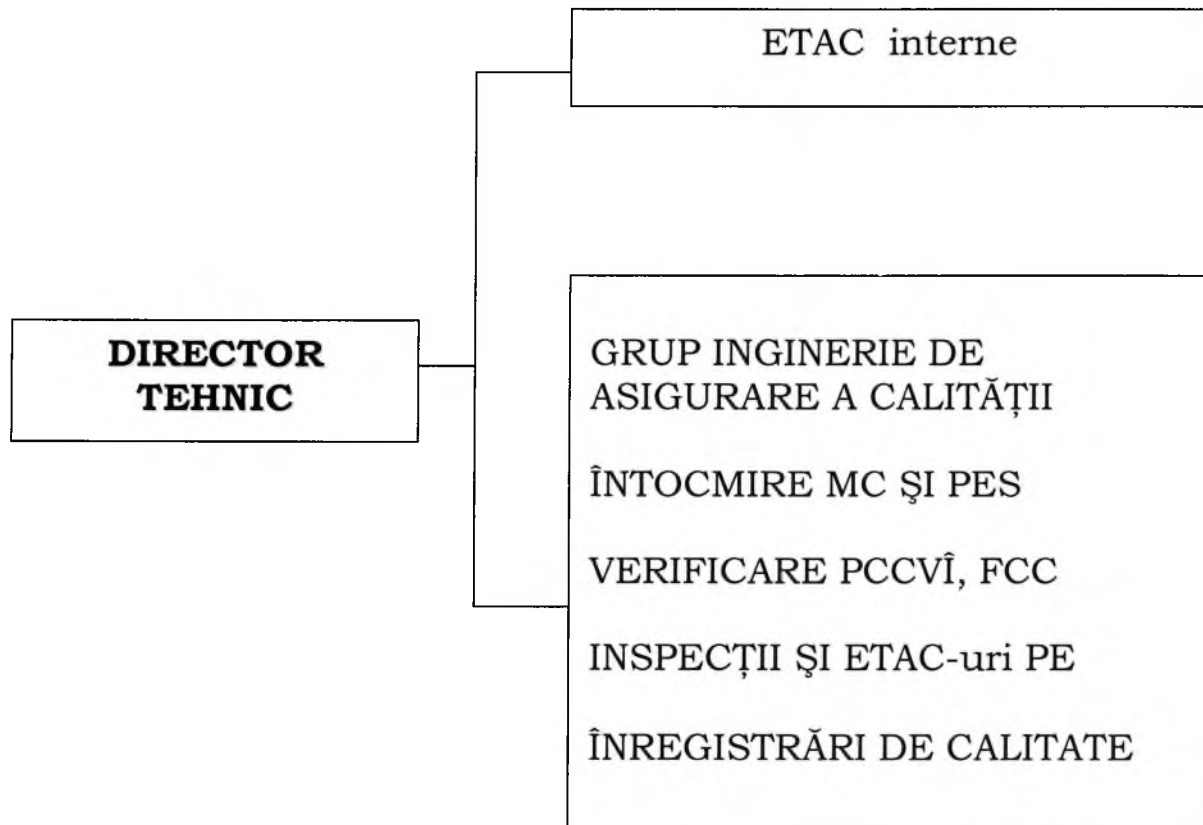 ETAC interne
DIRECTOR
TEHNIC
GRUP INGINERIE DE
ASIGURARE A CALITĂȚII
ÎNTOCMIRE MC ŞI PES
VERIFICARE PCCVÎ, FCC
INSPECȚII ŞI ETAC-uri PE
ÎNREGISTRĂRI DE CALITATE